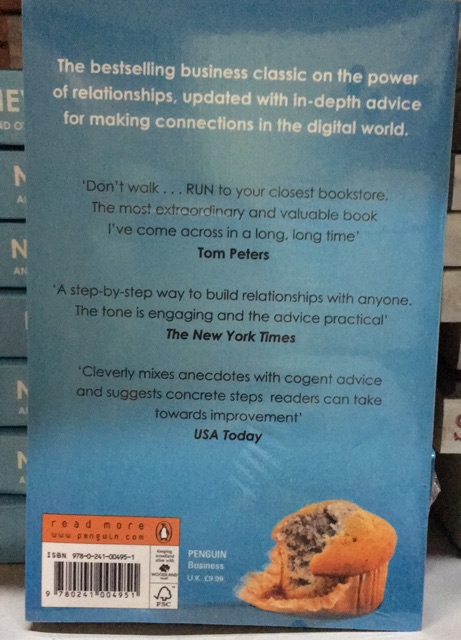 The bestselling business classic on the power
of relationships, updated with in-depth advice
for making connections in the digital world.
'Don't walk . . . RUN to your closest bookstore.
The most extraordinary and valuable book
I've come across in a long, long time'
Tom Peters
'A step-by-step way to build relationships with anyone.
The tone is engaging and the advice practical'
The New York Times
'Cleverly mixes anecdotes with cogent advice
and suggests concrete steps readers can take
towards improvement'
USA Today
read more
www.penguin.com
ISBN 978-0-241-00495-1
9 780241 004951
FSC
PENGUIN
Business
U.K. £9.99